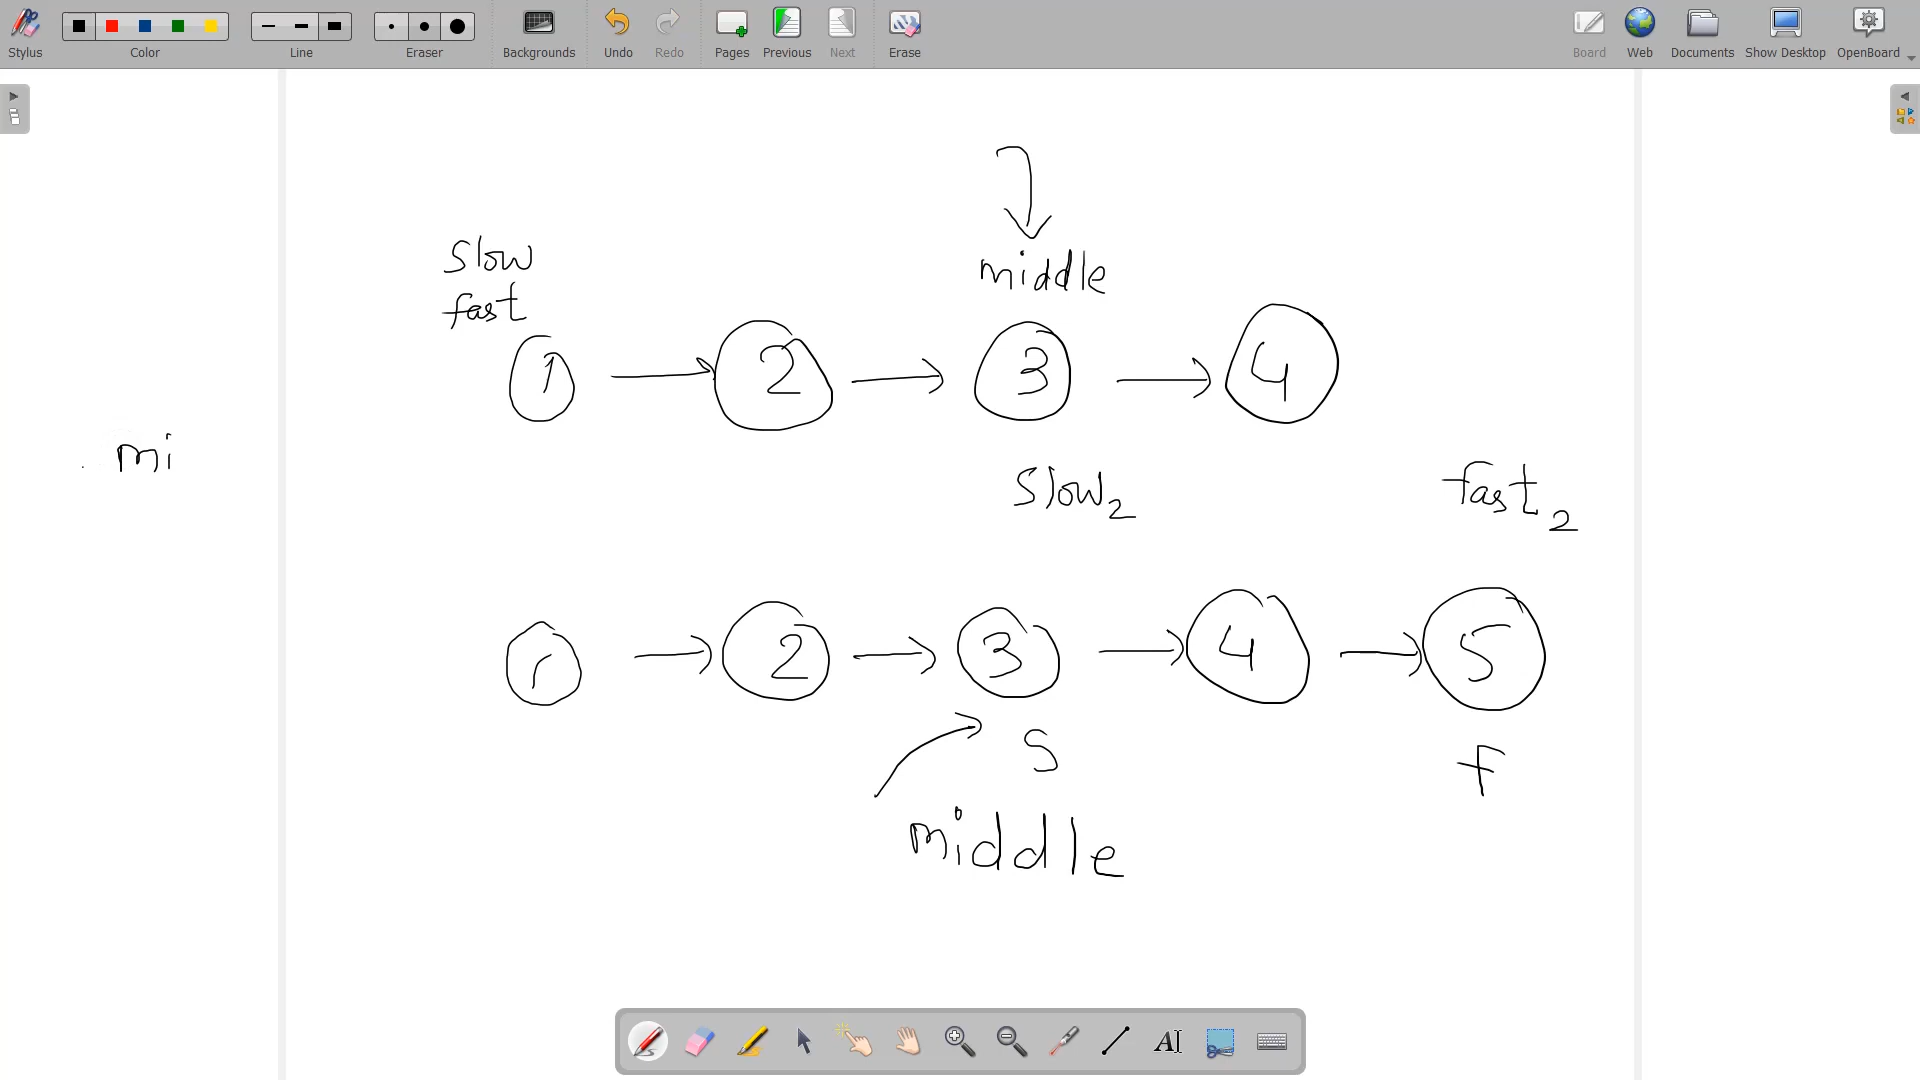 Stylus Color Line Eraser Backgrounds Undo Redo Pages Previous Next Erase Board Web Documents Show Desktop OpenBoard
slow
fast
middle
1 2 3 4
mi
slow2
fast2
1 2 3 4 5
S
F
middle